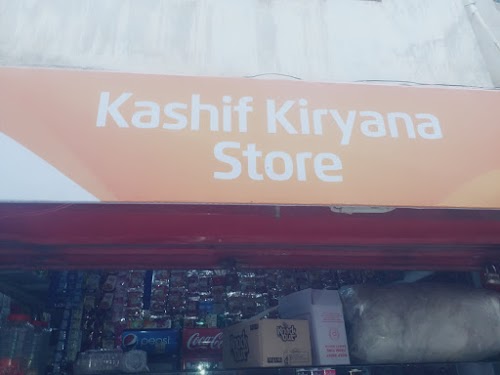 Kashif Kiryana
Store
pepsi
Coca-Cola